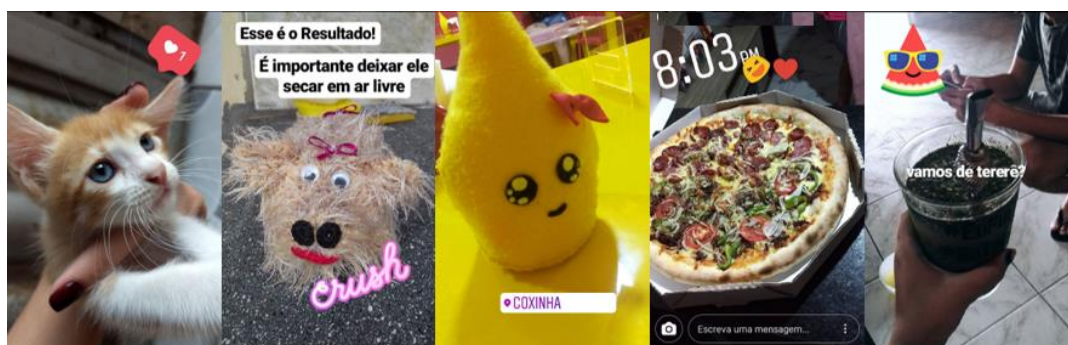 1
Esse é o Resultado!
É importante deixar ele
secar em ar livre
crush
COXINHA
8:03 PM
Escreva uma mensagem...
vamos de tererê?